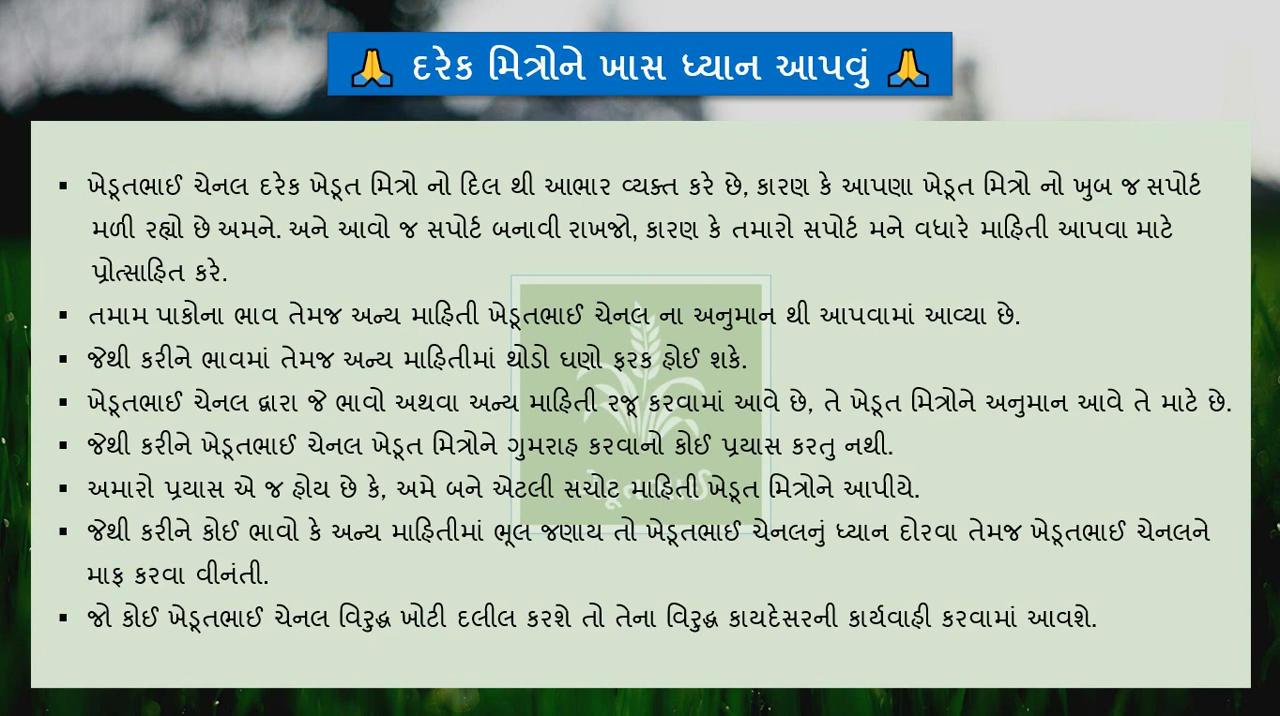 🙏 દરેક મિત્રોને ખાસ ધ્યાન આપવું 🙏
▪ ખેડૂતભાઈ ચેનલ દરેક ખેડૂત મિત્રો નો દિલ થી આભાર વ્યક્ત કરે છે, કારણ કે આપણા ખેડૂત મિત્રો નો ખુબ જ સપોર્ટ
મળી રહ્યો છે અમને. અને આવો જ સપોર્ટ બનાવી રાખજો, કારણ કે તમારો સપોર્ટ મને વધારે માહિતી આપવા માટે
પ્રોત્સાહિત કરે.
▪ તમામ પાકોના ભાવ તેમજ અન્ય માહિતી ખેડૂતભાઈ ચેનલ ના અનુમાન થી આપવામાં આવ્યા છે.
▪ જેથી કરીને ભાવમાં તેમજ અન્ય માહિતીમાં થોડો ઘણો ફરક હોઈ શકે.
▪ ખેડૂતભાઈ ચેનલ દ્વારા જે ભાવો અથવા અન્ય માહિતી રજૂ કરવામાં આવે છે, તે ખેડૂત મિત્રોને અનુમાન આવે તે માટે છે.
▪ જેથી કરીને ખેડૂતભાઈ ચેનલ ખેડૂત મિત્રોને ગુમરાહ કરવાનો કોઈ પ્રયાસ કરતુ નથી.
▪ અમારો પ્રયાસ એ જ હોય છે કે, અમે બને એટલી સચોટ માહિતી ખેડૂત મિત્રોને આપીયે.
▪ જેથી કરીને કોઈ ભાવો કે અન્ય માહિતીમાં ભૂલ જણાય તો ખેડૂતભાઈ ચેનલનું ધ્યાન દોરવા તેમજ ખેડૂતભાઈ ચેનલને
માફ કરવા વીનંતી.
▪ જો કોઈ ખેડૂતભાઈ ચેનલ વિરુદ્ધ ખોટી દલીલ કરશે તો તેના વિરુદ્ધ કાયદેસરની કાર્યવાહી કરવામાં આવશે.